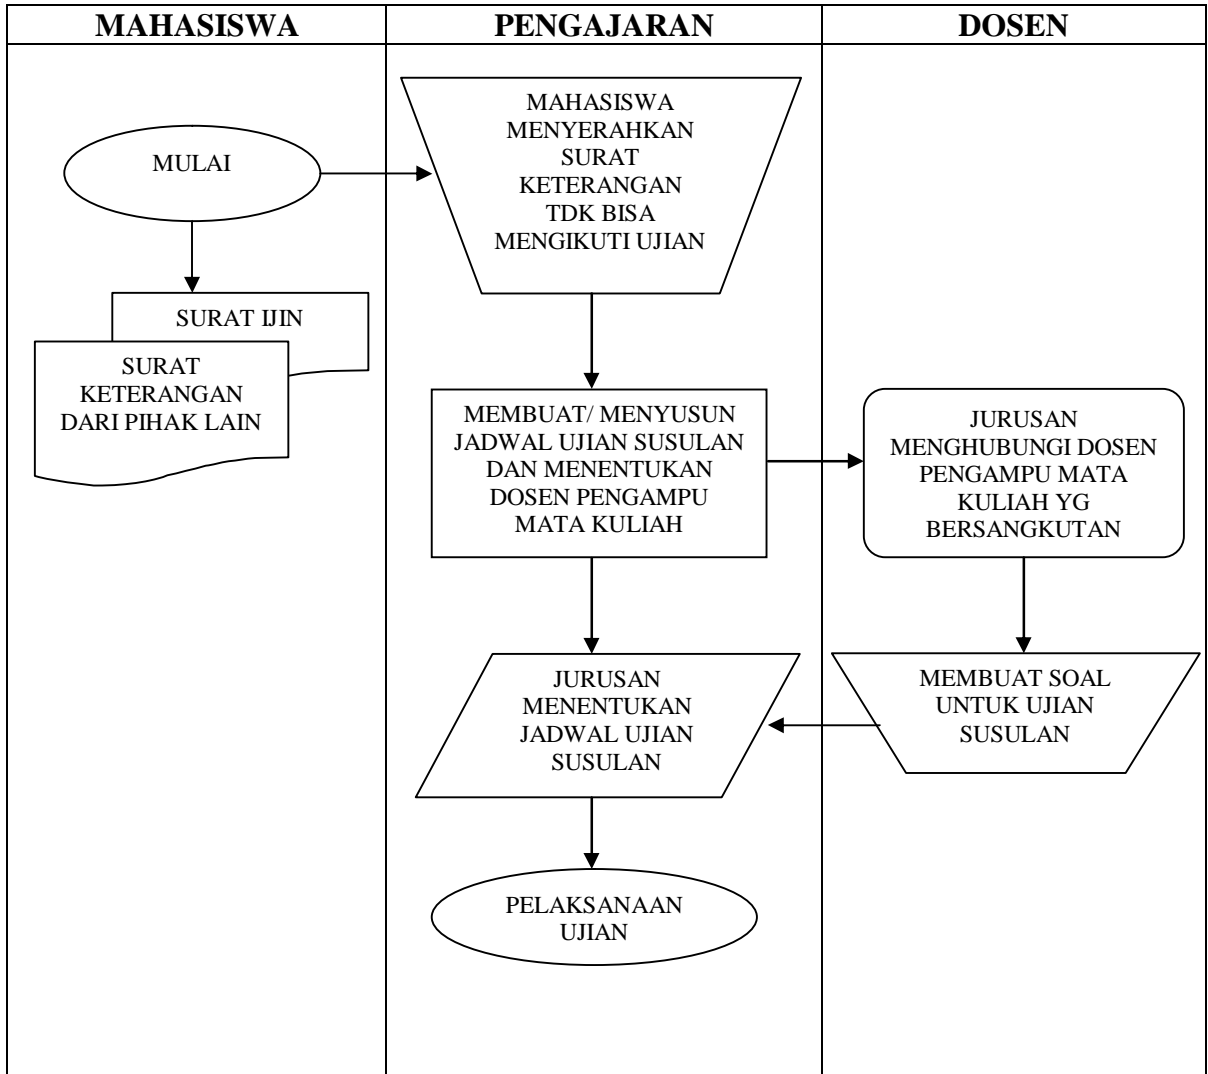 MAHASISWA
PENGAJARAN
DOSEN
MULAI
SURAT IJIN
SURAT
KETERANGAN
DARI PIHAK LAIN
MAHASISWA
MENYERAHKAN
SURAT
KETERANGAN
TDK BISA
MENGIKUTI UJIAN
MEMBUAT/ MENYUSUN
JADWAL UJIAN SUSULAN
DAN MENENTUKAN
DOSEN PENGAMPU
MATA KULIAH
JURUSAN
MENGHUBUNGI DOSEN
PENGAMPU MATA
KULIAH YG
BERSANGKUTAN
JURUSAN
MENENTUKAN
JADWAL UJIAN
SUSULAN
MEMBUAT SOAL
UNTUK UJIAN
SUSULAN
PELAKSANAAN
UJIAN